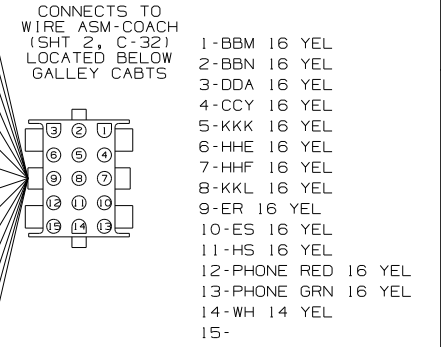 CONNECTS TO
WIRE ASM-COACH
(SHT 2, C-32)
LOCATED BELOW
GALLEY CABTS
1-BBM 16 YEL
2-BBN 16 YEL
3-DDA 16 YEL
4-CCY 16 YEL
5-KKK 16 YEL
6-HHE 16 YEL
7-HHF 16 YEL
8-KKL 16 YEL
9-ER 16 YEL
10-ES 16 YEL
11-HS 16 YEL
12-PHONE RED 16 YEL
13-PHONE GRN 16 YEL
14-WH 14 YEL
15-
3 2 1
6 5 4
9 8 7
12 11 10
15 14 13